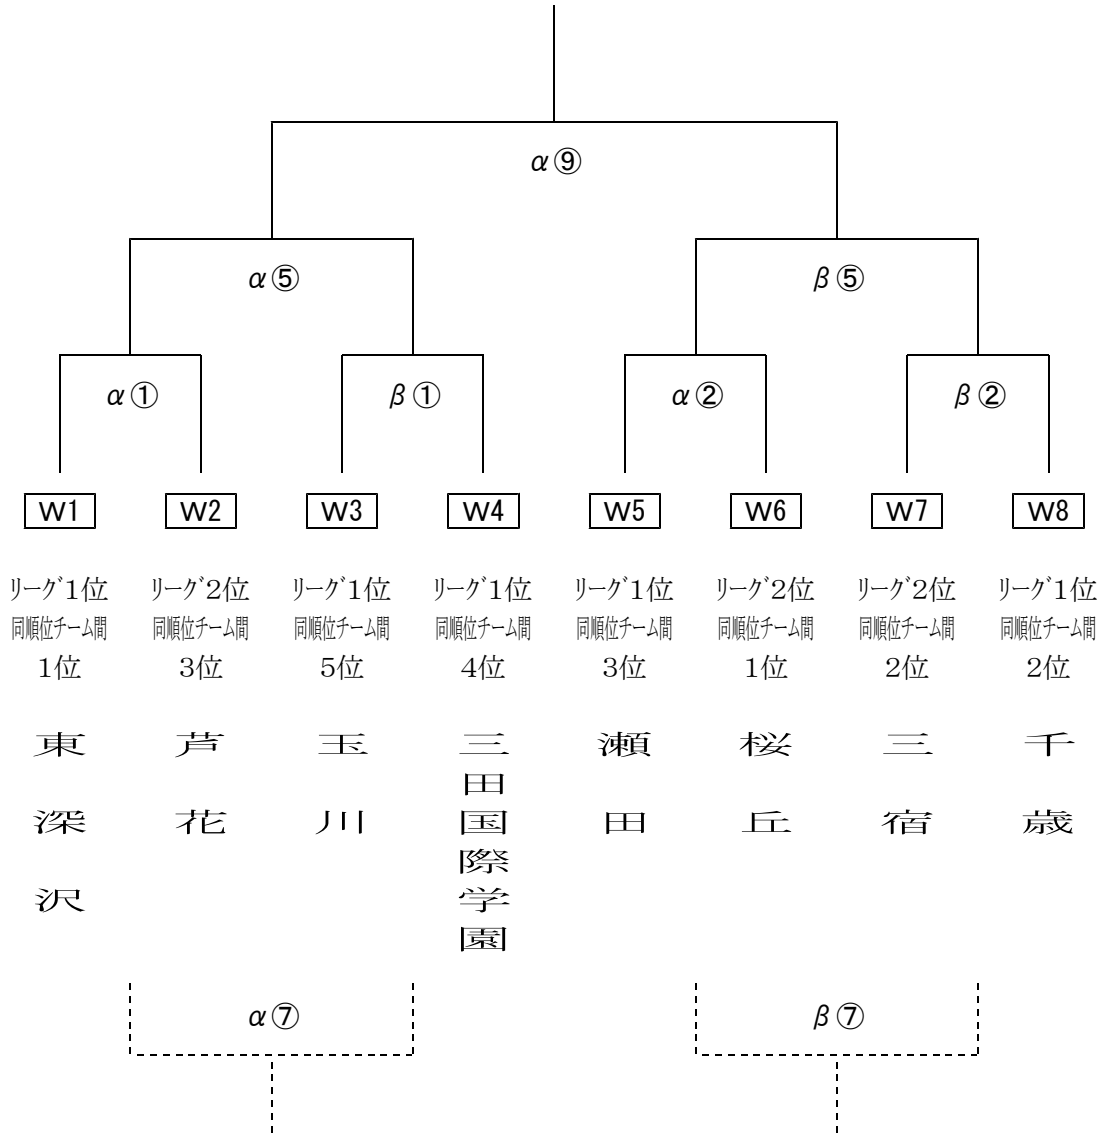 α⑨
α⑤ β⑤
α① β① α② β②
W1 W2 W3 W4 W5 W6 W7 W8
ﾘｰｸﾞ1位 ﾘｰｸﾞ2位 ﾘｰｸﾞ1位 ﾘｰｸﾞ1位 ﾘｰｸﾞ1位 ﾘｰｸﾞ2位 ﾘｰｸﾞ2位 ﾘｰｸﾞ1位
同順位チーム間 同順位チーム間 同順位チーム間 同順位チーム間 同順位チーム間 同順位チーム間 同順位チーム間 同順位チーム間
1位 3位 5位 4位 3位 1位 2位 2位
東深沢
芦花
玉川
三田国際学園
瀬田
桜丘
三宿
千歳
α⑦ β⑦